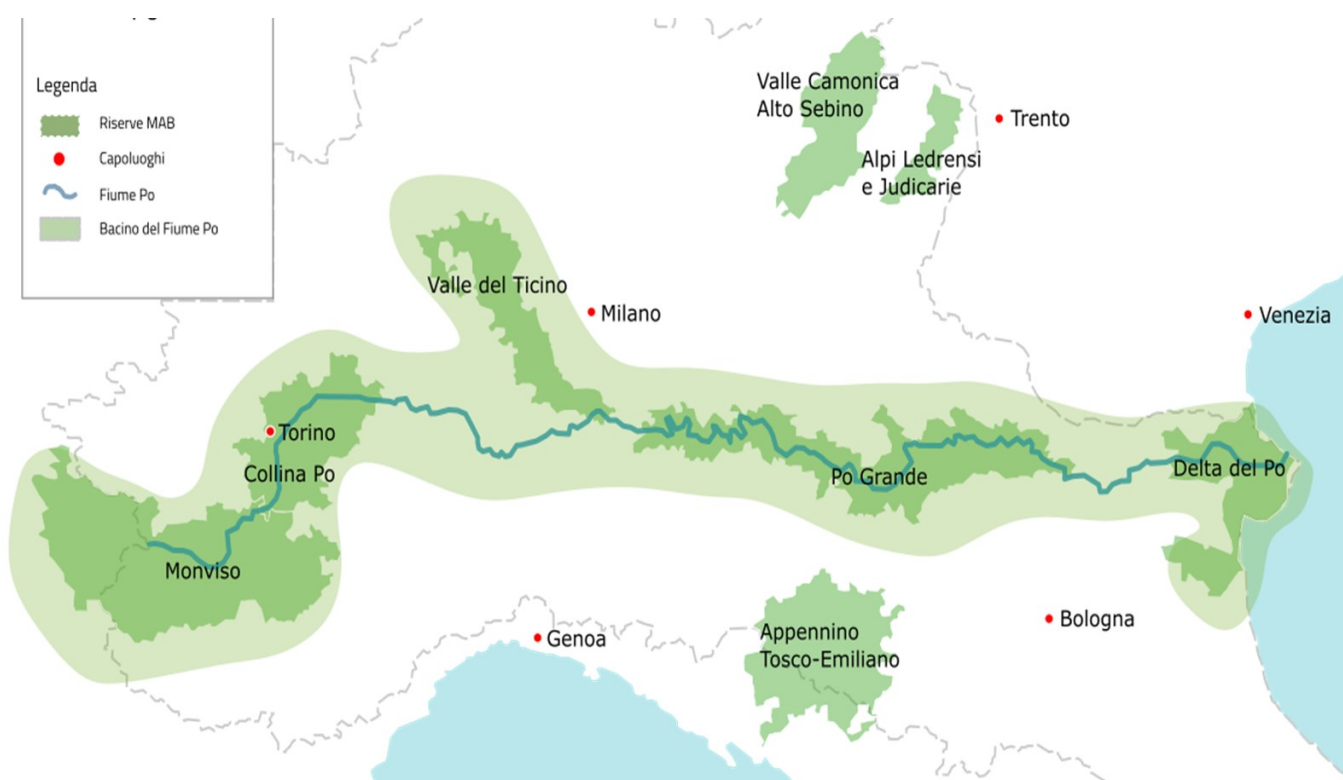 Legenda
Riserve MAB
Capoluoghi
Fiume Po
Bacino del Fiume Po
Valle Camonica
Alto Sebino
Trento
Alpi Ledrensi
e Judicarie
Valle del Ticino
Milano
Venezia
Torino
Collina Po
Po Grande
Delta del Po
Monviso
Genoa
Appennino
Tosco-Emiliano
Bologna